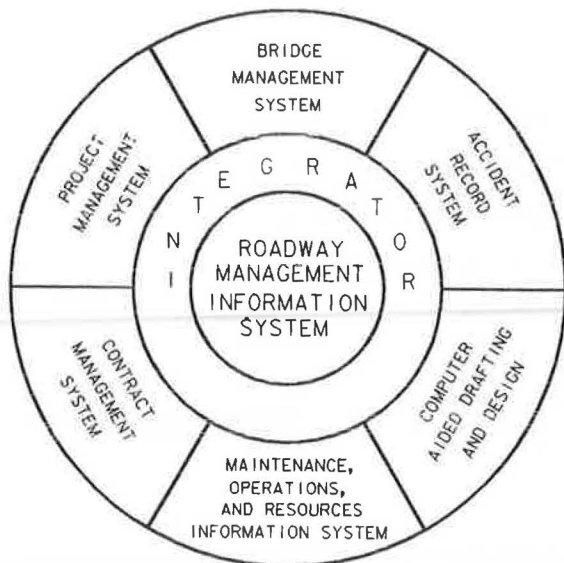 BRIDGE
MANAGEMENT
SYSTEM
ACCIDENT
RECORD
SYSTEM
COMPUTER
AIDED DRAFTING
AND DESIGN
MAINTENANCE,
OPERATIONS,
AND RESOURCES
INFORMATION SYSTEM
CONTRACT
MANAGEMENT
SYSTEM
PROJECT
MANAGEMENT
SYSTEM
INTEGRATOR
ROADWAY
MANAGEMENT
INFORMATION
SYSTEM